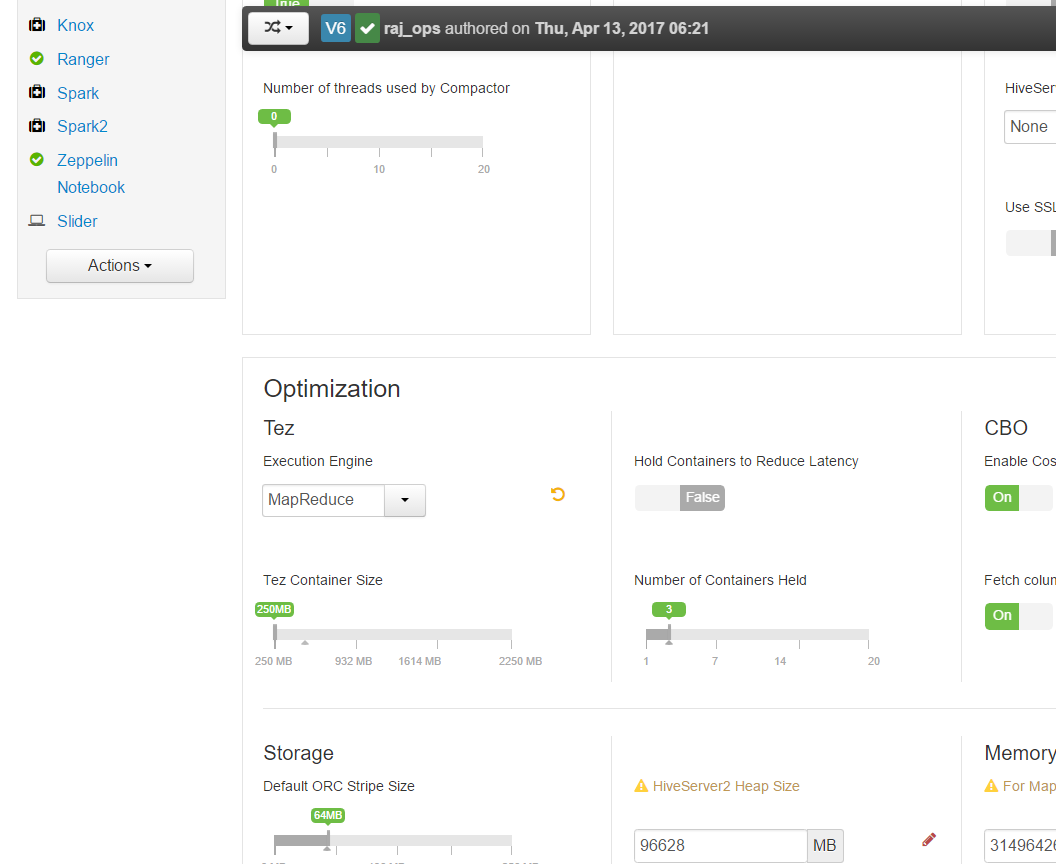 Knox
Ranger
Spark
Spark2
Zeppelin
Notebook
Slider
Actions
True
V6 raj_ops authored on Thu, Apr 13, 2017 06:21
Number of threads used by Compactor
0
0 10 20
HiveSer
None
Use SSL
Optimization
Tez
CBO
Execution Engine
Hold Containers to Reduce Latency
Enable Cos
MapReduce
False
On
Tez Container Size
Number of Containers Held
Fetch colum
250MB
3
On
250 MB 932 MB 1614 MB 2250 MB
1 7 14 20
Storage
Memory
Default ORC Stripe Size
HiveServer2 Heap Size
For Map
64MB
96628 MB
3149642